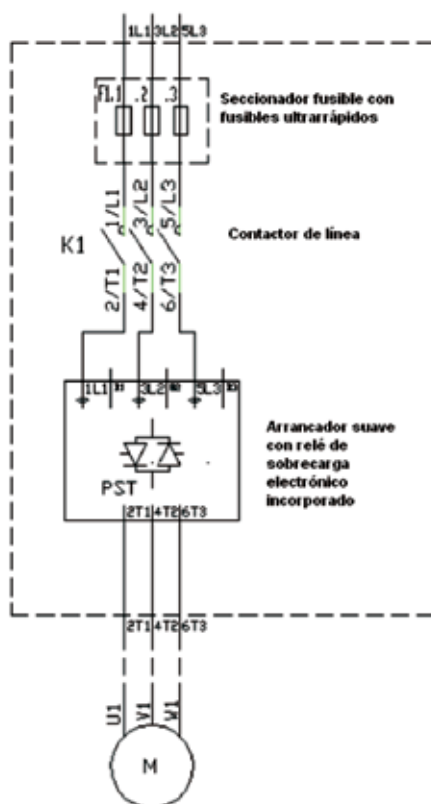 1L1 3L2 5L3
F1.1 .2 .3
Seccionador fusible con
fusibles ultrarrápidos
1/L1 3/L2 5/L3
K1
Contactor de línea
2/T1 4/T2 6/T3
1L1 3L2 5L3
Arrancador suave
con relé de
sobrecarga
electrónico
incorporado
PST
2T1 4T2 6T3
2T1 4T2 6T3
U1 V1 W1
M